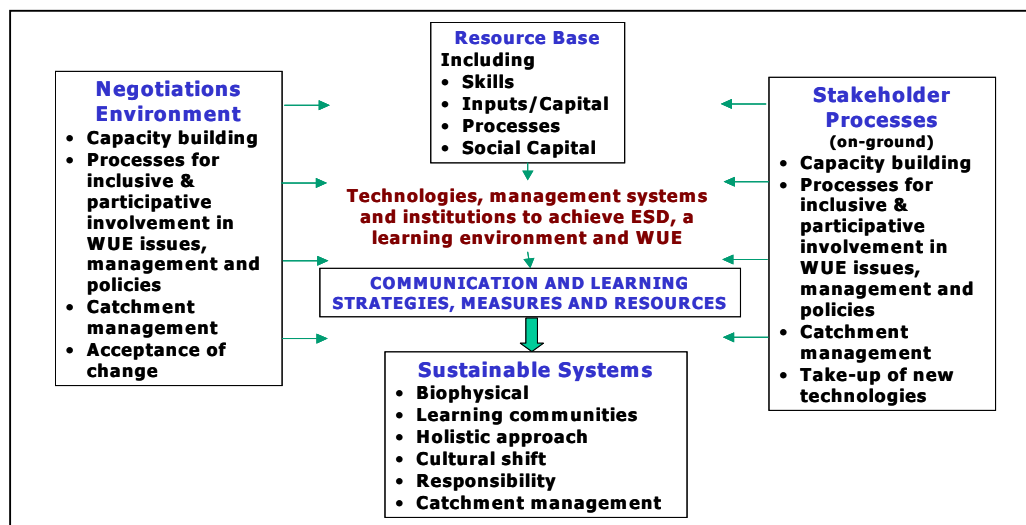 Resource Base
Including
• Skills
• Inputs/Capital
• Processes
• Social Capital
Negotiations
Environment
• Capacity building
• Processes for
inclusive &
participative
involvement in
WUE issues,
management and
policies
• Catchment
management
• Acceptance of
change
Stakeholder
Processes
(on-ground)
• Capacity building
• Processes for
inclusive &
participative
involvement in
WUE issues,
management and
policies
• Catchment
management
• Take-up of new
technologies
Technologies, management systems
and institutions to achieve ESD, a
learning environment and WUE
COMMUNICATION AND LEARNING
STRATEGIES, MEASURES AND RESOURCES
Sustainable Systems
• Biophysical
• Learning communities
• Holistic approach
• Cultural shift
• Responsibility
• Catchment management